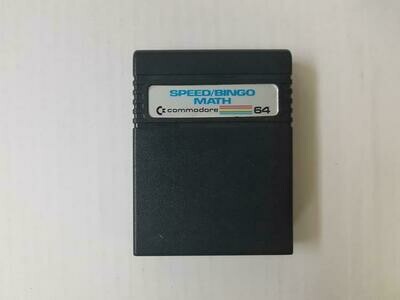 SPEED/BINGO
MATH
commodore 64